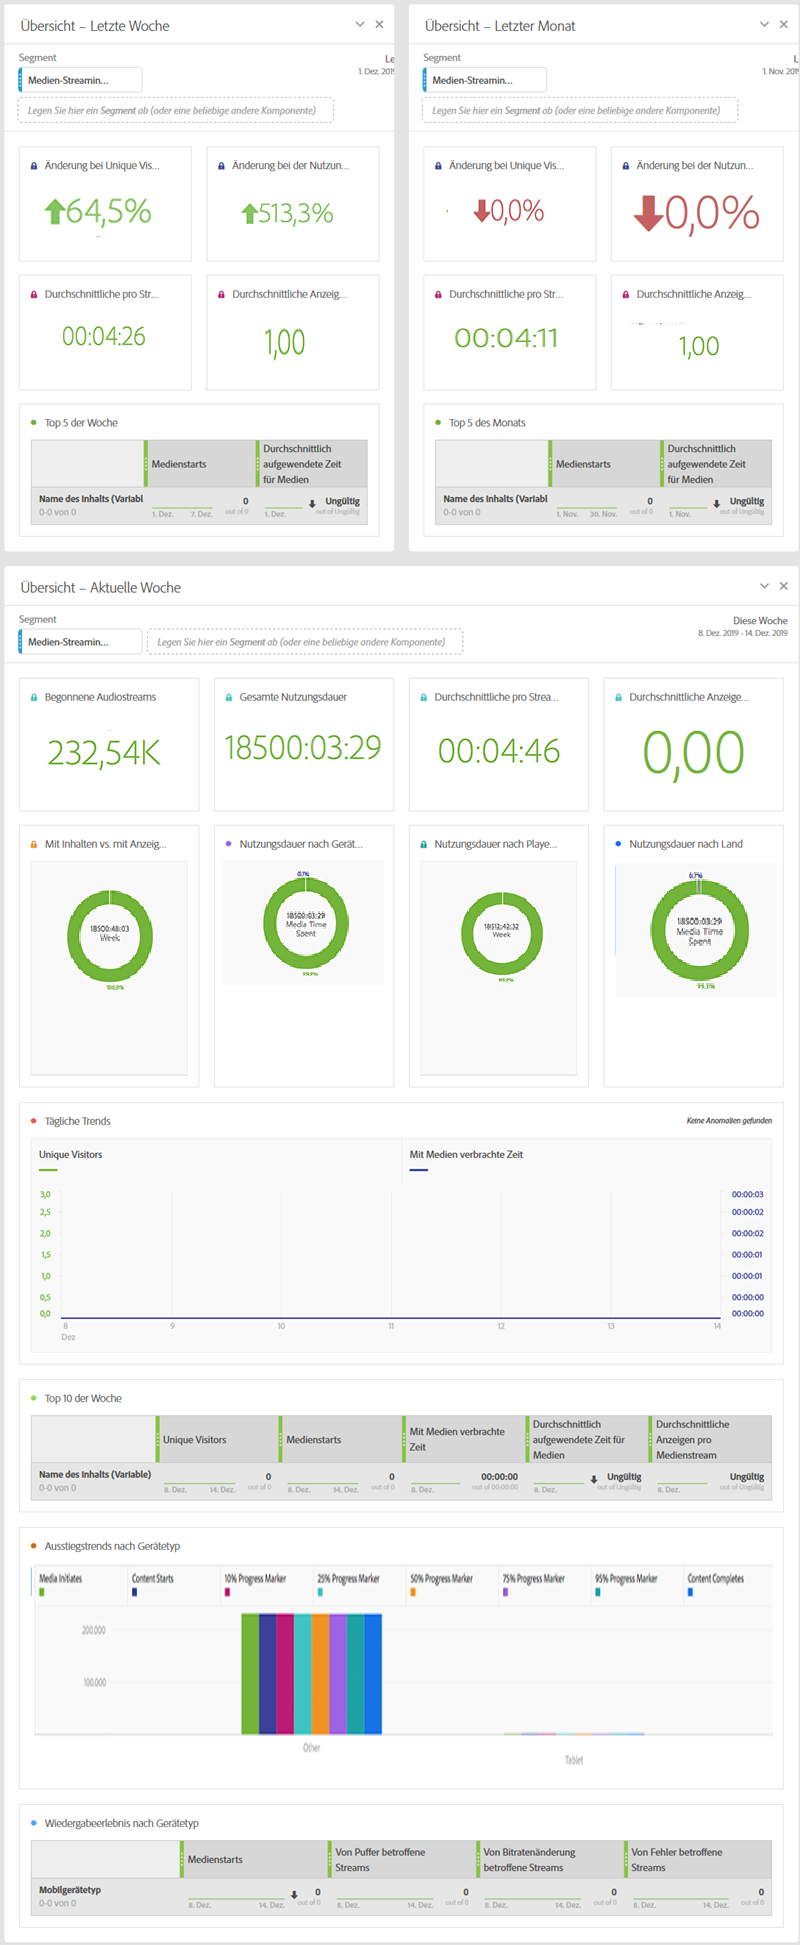 Übersicht – Letzte Woche
Segment
Le
Medien-Streamin...
1. Dez. 2019
Legen Sie hier ein Segment ab (oder eine beliebige andere Komponente)
Änderung bei Unique Vis...
64,5%
Änderung bei der Nutzun...
513,3%
Durchschnittliche pro Str...
00:04:26
Durchschnittliche Anzeig...
1,00
Top 5 der Woche
Medienstarts
Durchschnittlich
aufgewendete Zeit
für Medien
Name des Inhalts (Variabl
0-0 von 0
1. Dez.
7. Dez.
0
out of 0
1. Dez.
Ungültig
out of Ungültig
Übersicht – Letzter Monat
Segment
L
Medien-Streamin...
1. Nov. 201
Legen Sie hier ein Segment ab (oder eine beliebige andere Komponente)
Änderung bei Unique Vis...
0,0%
Änderung bei der Nutzun...
0,0%
Durchschnittliche pro Str...
00:04:11
Durchschnittliche Anzeig...
1,00
Top 5 des Monats
Medienstarts
Durchschnittlich
aufgewendete Zeit
für Medien
Name des Inhalts (Variabl
0-0 von 0
1. Nov.
30. Nov.
0
out of 0
1. Nov.
Ungültig
out of Ungültig
Übersicht – Aktuelle Woche
Segment
Medien-Streamin...
Legen Sie hier ein Segment ab (oder eine beliebige andere Komponente)
Diese Woche
8. Dez. 2019 - 14. Dez. 2019
Begonnene Audiostreams
232,54K
Gesamte Nutzungsdauer
18500:03:29
Durchschnittliche pro Strea...
00:04:46
Durchschnittliche Anzeige...
0,00
Mit Inhalten vs. mit Anzeig...
18500:48:03
Week
100.0%
Nutzungsdauer nach Gerät...
0.1%
18500:03:29
Media Time
Spent
99.9%
Nutzungsdauer nach Playe...
18512:42:32
Week
99.9%
Nutzungsdauer nach Land
0.7%
18500:03:29
Media Time
Spent
99.3%
Tägliche Trends
Keine Anomalien gefunden
Unique Visitors
Mit Medien verbrachte Zeit
3,0
2,5
2,0
1,5
1,0
0,5
0,0
00:00:03
00:00:02
00:00:02
00:00:01
00:00:01
00:00:00
00:00:00
8 9 10 11 12 13 14
Dez
Top 10 der Woche
Unique Visitors
Medienstarts
Mit Medien verbrachte
Zeit
Durchschnittlich
aufgewendete Zeit für
Medien
Durchschnittliche
Anzeigen pro
Medienstream
Name des Inhalts (Variable)
0-0 von 0
8. Dez.
14. Dez.
0
out of 0
8. Dez.
14. Dez.
0
out of 0
8. Dez.
00:00:00
out of 00:00:00
8. Dez.
Ungültig
out of Ungültig
8. Dez.
Ungültig
out of Ungültig
Ausstiegstrends nach Gerätetyp
Media Initiates
Content Starts
10% Progress Marker
25% Progress Marker
50% Progress Marker
75% Progress Marker
95% Progress Marker
Content Completes
200.000
100.000
Other
Tablet
Wiedergabeerlebnis nach Gerätetyp
Medienstarts
Von Puffer betroffene
Streams
Von Bitratenänderung
betroffene Streams
Von Fehler betroffene
Streams
Mobilgerätetyp
0-0 von 0
8. Dez.
14. Dez.
0
out of 0
8. Dez.
14. Dez.
0
out of 0
8. Dez.
14. Dez.
0
out of 0
8. Dez.
14. Dez.
0
out of 0